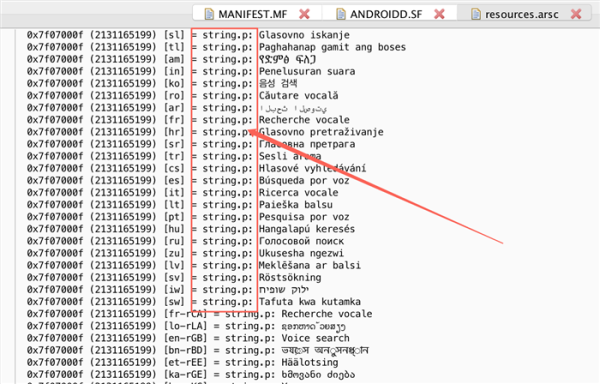 MANIFEST.MF ANDROIDD.SF resources.arsc
0x7f07000f (2131165199) [sl] = string.p: Glasovno iskanje
0x7f07000f (2131165199) [tl] = string.p: Paghahanap gamit ang boses
0x7f07000f (2131165199) [am] = string.p: የድምፅ ፍለጋ
0x7f07000f (2131165199) [in] = string.p: Penelusuran suara
0x7f07000f (2131165199) [ko] = string.p: 음성 검색
0x7f07000f (2131165199) [ro] = string.p: Căutare vocală
0x7f07000f (2131165199) [ar] = string.p: البحث الصوتي
0x7f07000f (2131165199) [fr] = string.p: Recherche vocale
0x7f07000f (2131165199) [hr] = string.p: Glasovno pretraživanje
0x7f07000f (2131165199) [sr] = string.p: Гласовна претрага
0x7f07000f (2131165199) [tr] = string.p: Sesli arama
0x7f07000f (2131165199) [cs] = string.p: Hlasové vyhledávání
0x7f07000f (2131165199) [es] = string.p: Búsqueda por voz
0x7f07000f (2131165199) [it] = string.p: Ricerca vocale
0x7f07000f (2131165199) [lt] = string.p: Paieška balsu
0x7f07000f (2131165199) [pt] = string.p: Pesquisa por voz
0x7f07000f (2131165199) [hu] = string.p: Hangalapú keresés
0x7f07000f (2131165199) [ru] = string.p: Голосовой поиск
0x7f07000f (2131165199) [zu] = string.p: Ukusesha ngezwi
0x7f07000f (2131165199) [lv] = string.p: Meklēšana ar balsi
0x7f07000f (2131165199) [sv] = string.p: Röstsökning
0x7f07000f (2131165199) [iw] = string.p: חיפוש קולי
0x7f07000f (2131165199) [sw] = string.p: Tafuta kwa kutamka
0x7f07000f (2131165199) [fr-rCA] = string.p: Recherche vocale
0x7f07000f (2131165199) [lo-rLA] = string.p:
0x7f07000f (2131165199) [en-rGB] = string.p: Voice search
0x7f07000f (2131165199) [bn-rBD] = string.p:
0x7f07000f (2131165199) [et-rEE] = string.p: Häälotsing
0x7f07000f (2131165199) [ka-rGE] = string.p: ხმოვანი ძიება